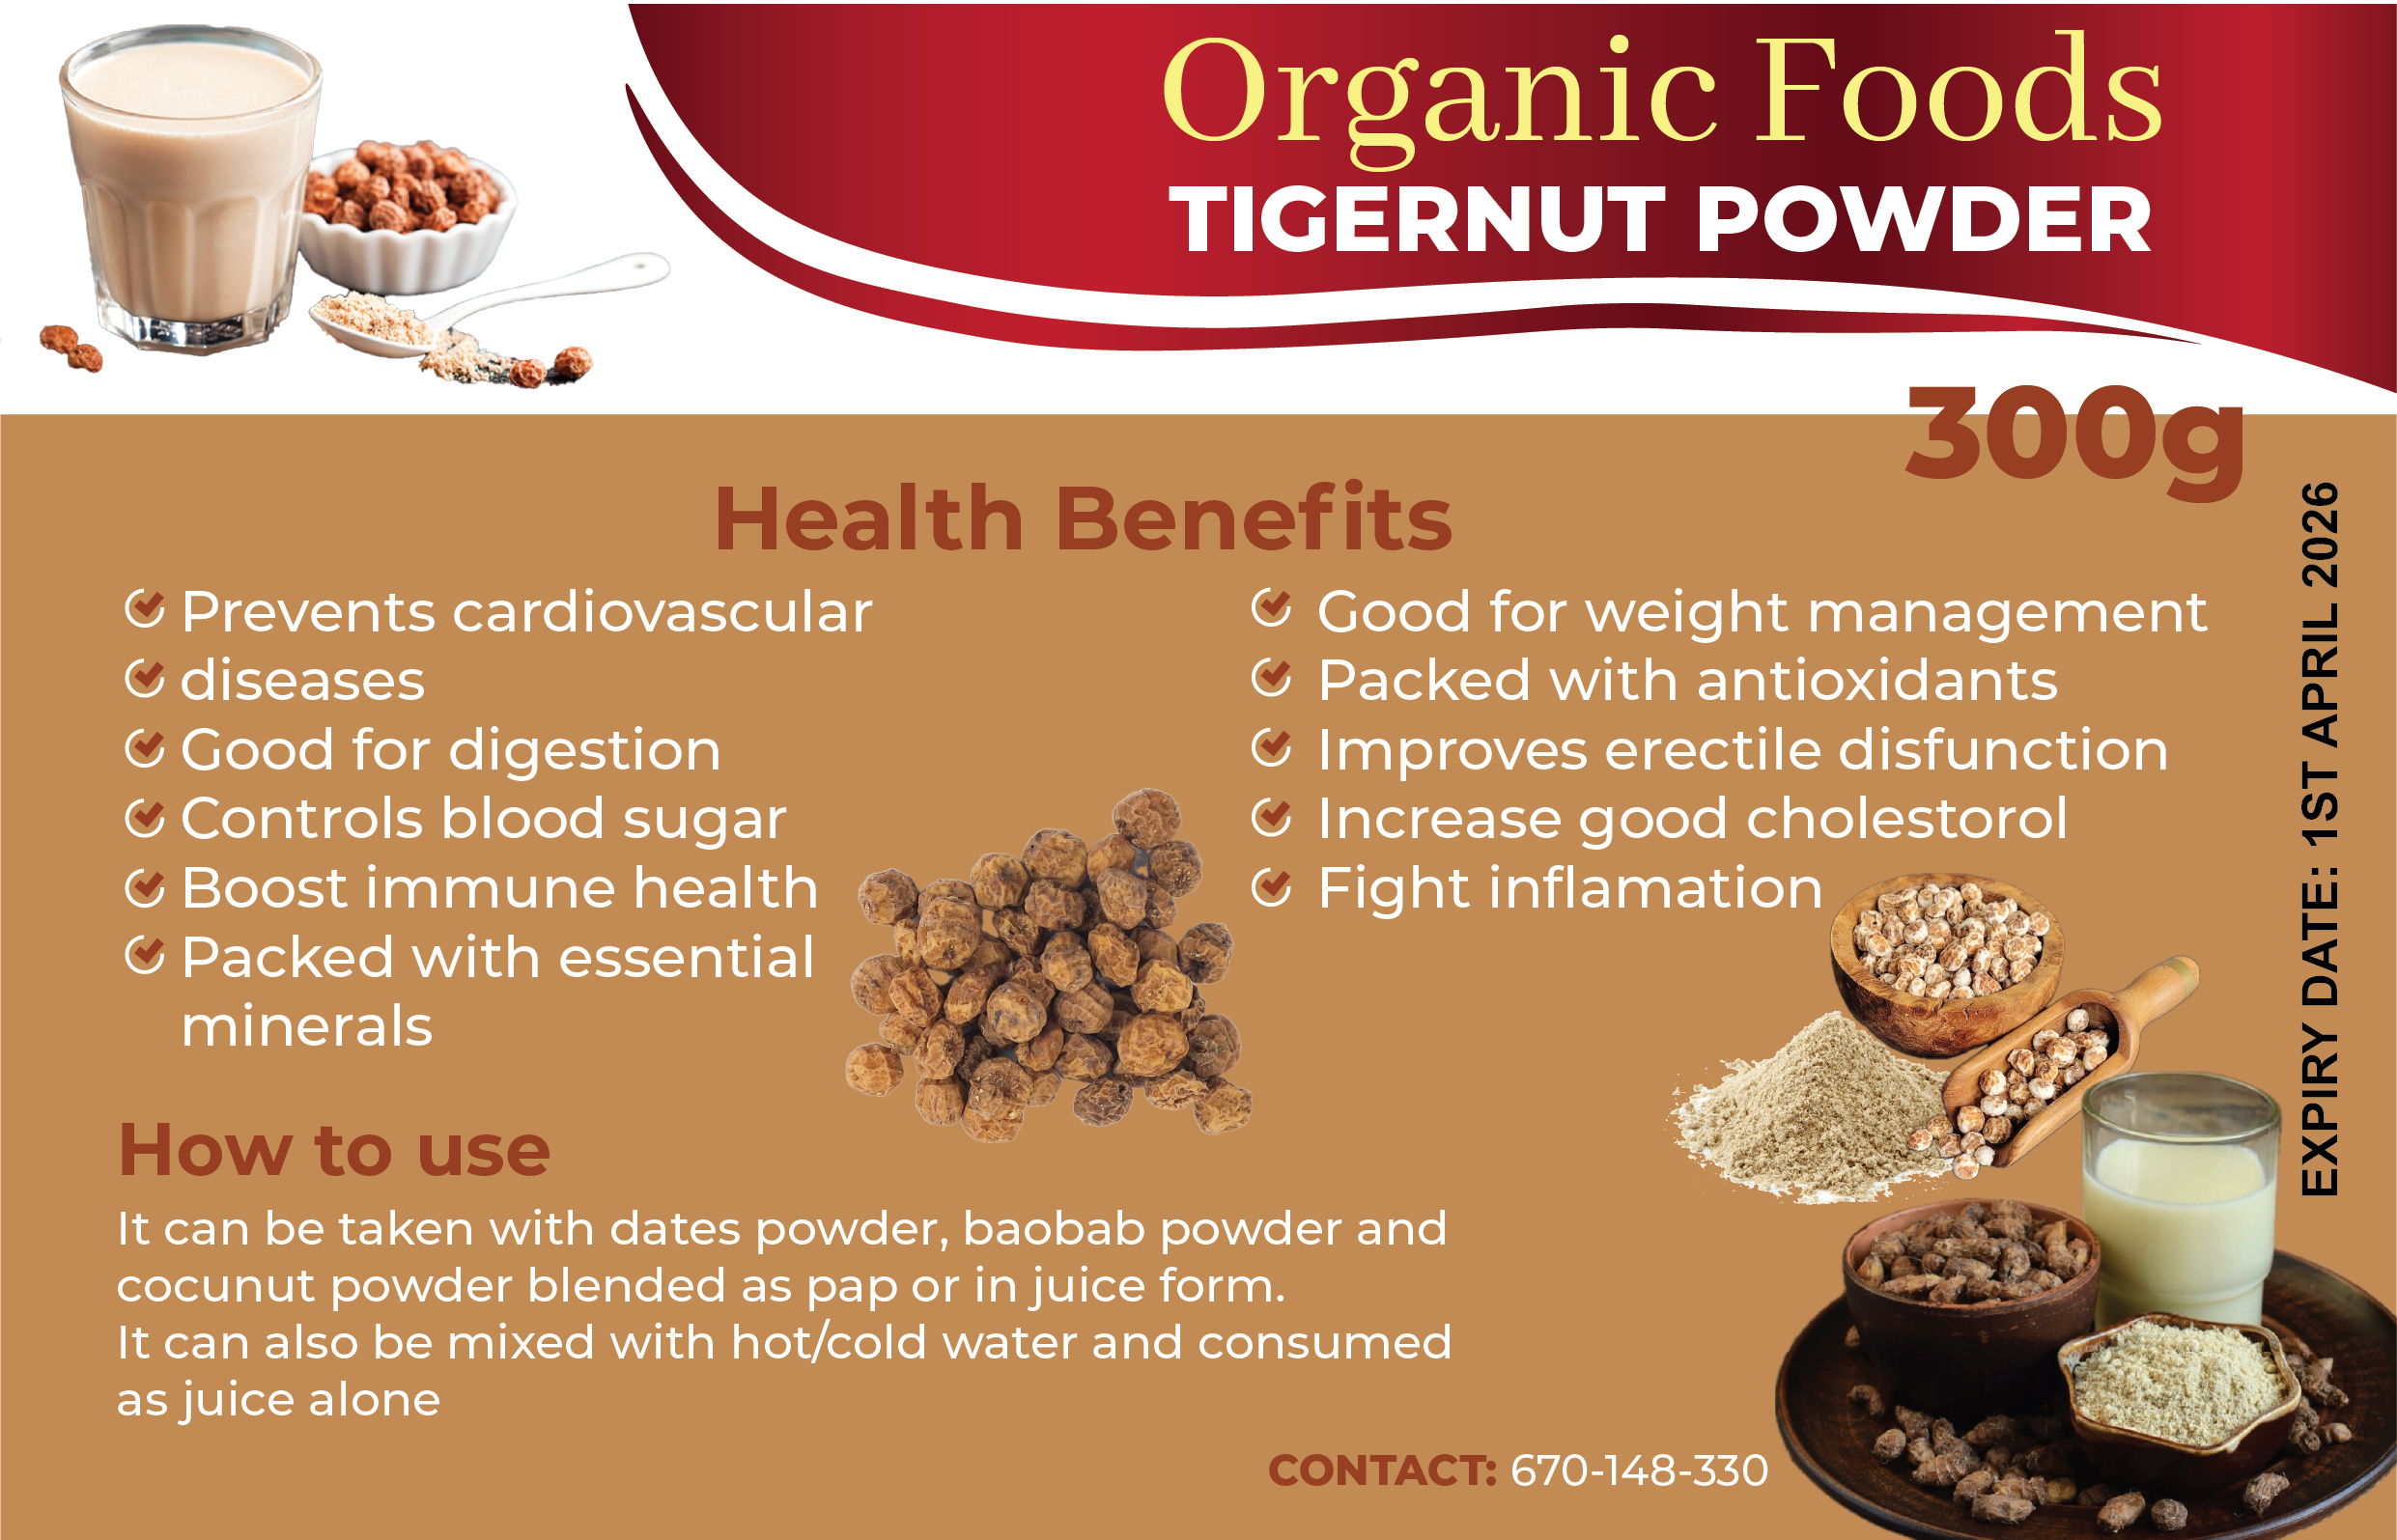 Organic Foods
TIGERNUT POWDER
300g
Health Benefits
Prevents cardiovascular
diseases
Good for digestion
Controls blood sugar
Boost immune health
Packed with essential
minerals
Good for weight management
Packed with antioxidants
Improves erectile disfunction
Increase good cholestorol
Fight inflamation
EXPIRY DATE: 1ST APRIL 2026
How to use
It can be taken with dates powder, baobab powder and
cocunut powder blended as pap or in juice form.
It can also be mixed with hot/cold water and consumed
as juice alone
CONTACT: 670-148-330